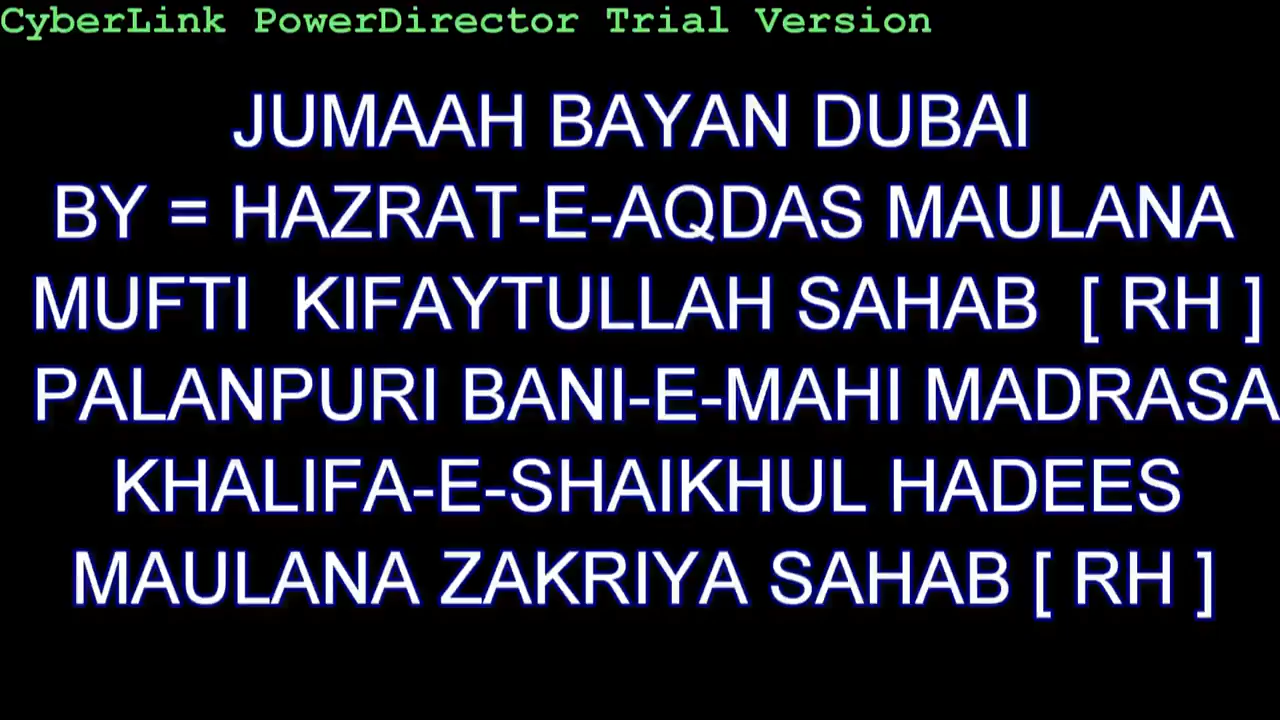 CyberLink PowerDirector Trial Version
JUMAAH BAYAN DUBAI
BY = HAZRAT-E-AQDAS MAULANA
MUFTI KIFAYTULLAH SAHAB [ RH ]
PALANPURI BANI-E-MAHI MADRASA
KHALIFA-E-SHAIKHUL HADEES
MAULANA ZAKRIYA SAHAB [ RH ]